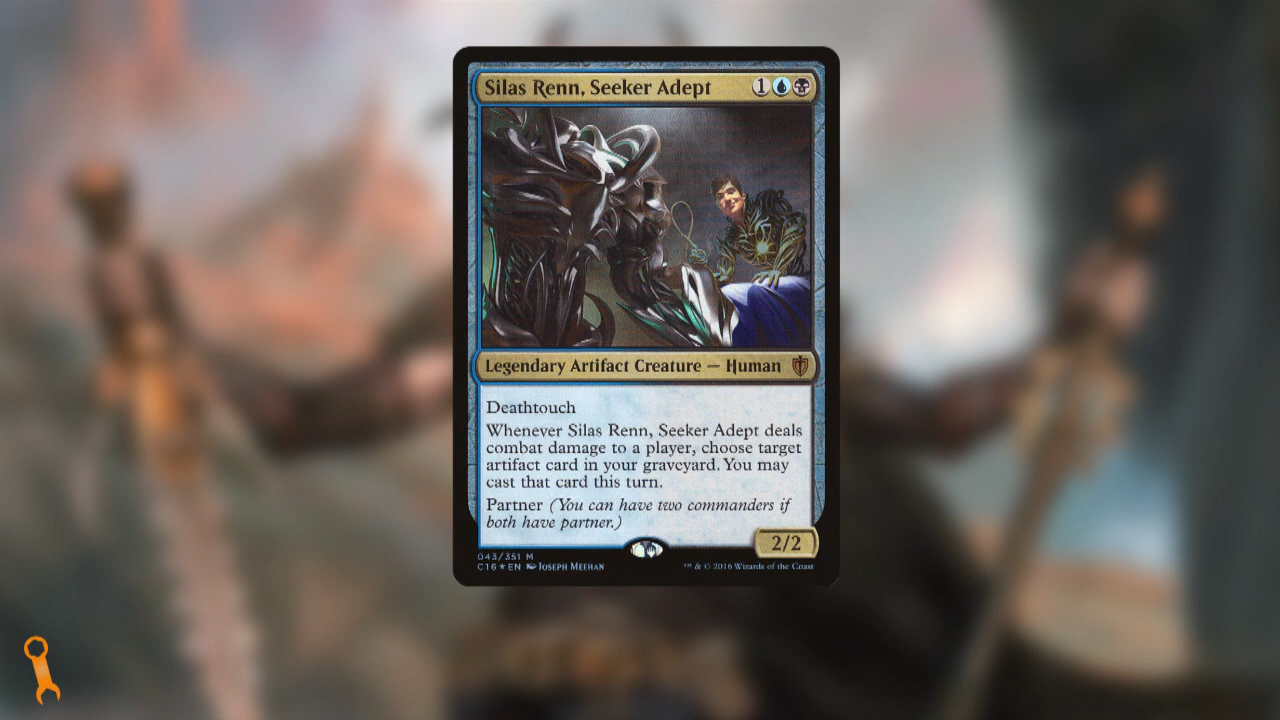 Silas Renn, Seeker Adept 1
Legendary Artifact Creature — Human
Deathtouch
Whenever Silas Renn, Seeker Adept deals
combat damage to a player, choose target
artifact card in your graveyard. You may
cast that card this turn.
Partner (You can have two commanders if
both have partner.)
2/2
043/351 M
C16★EN Joseph Meehan
™ & © 2016 Wizards of the Coast